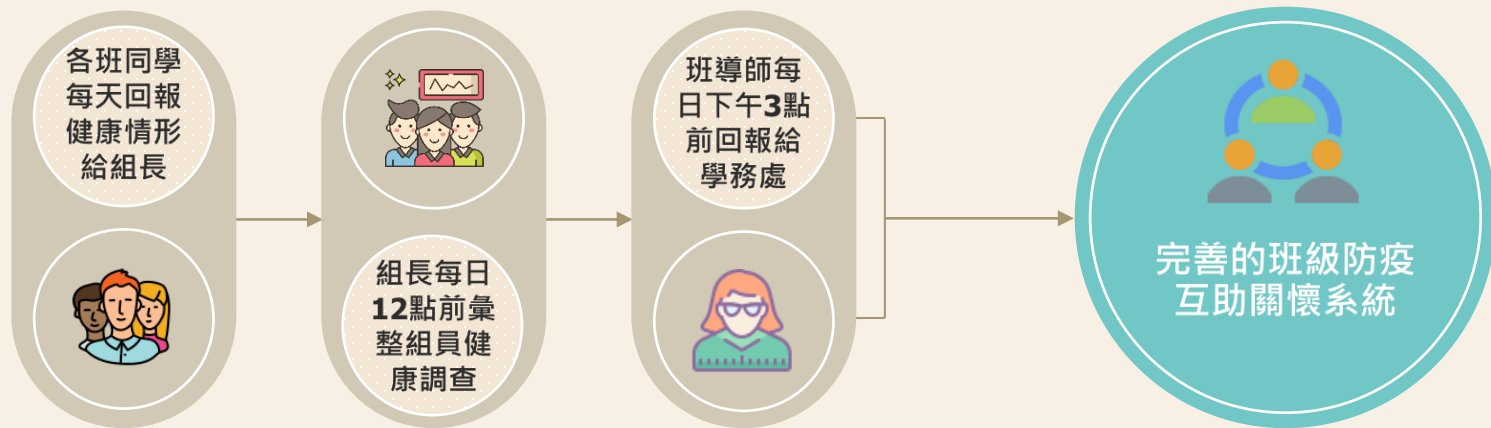 各班同學
每天回報
健康情形
給組長
組長每日
12點前彙
整組員健
康調查
班導師每
日下午3點
前回報給
學務處
完善的班級防疫
互助關懷系統